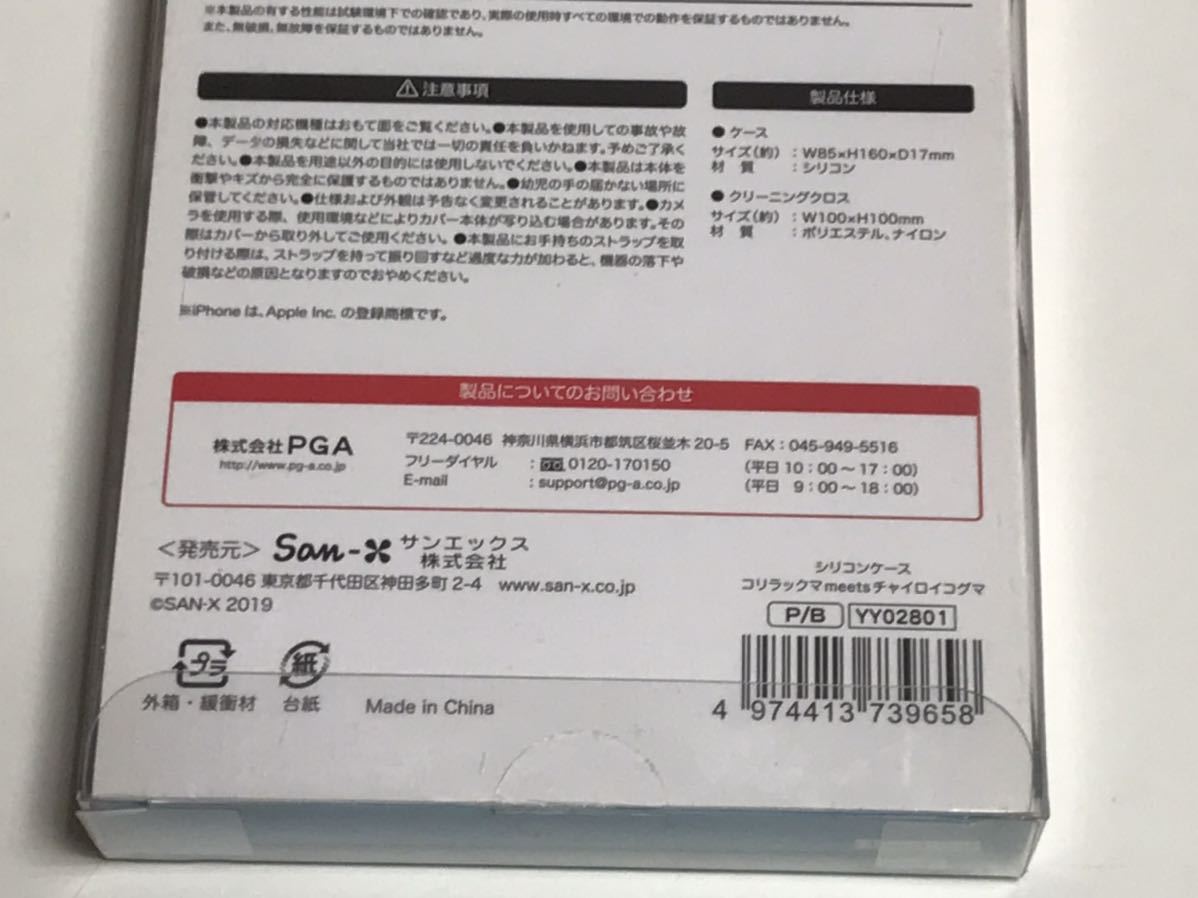 ※本製品の有する性能は試験環境下での確認であり、実際の使用時すべての環境での動作を保証するものではありません。
また、無破損、無故障を保証するものではありません。
注意事項
●本製品の対応機種はおもて面をご覧ください。●本製品を使用しての事故や故
障、データの損失などに関して当社では一切の責任を負いかねます。予めご了承く
ださい。●本製品を用途以外の目的には使用しないでください。●本製品は本体を
衝撃やキズから完全に保護するものではありません。●幼児の手の届かない場所に
保管してください。●仕様および外観は予告なく変更されることがあります。●カメ
ラを使用する際、使用環境などによりカバー本体が写り込む場合があります。その
際はカバーから取り外してご使用ください。●本製品にお手持ちのストラップを取
り付ける際は、ストラップを持って振り回すなど過度な力が加わると、機器の落下や
破損などの原因となりますのでおやめください。
※iPhoneは、Apple Inc. の登録商標です。
製品仕様
● ケース
サイズ(約) : W85×H160×D17mm
材 質 : シリコン
● クリーニングクロス
サイズ(約) : W100×H100mm
材 質 : ポリエステル、ナイロン
製品についてのお問い合わせ
株式会社 PGA
http://www.pg-a.co.jp
〒224-0046 神奈川県横浜市都筑区桜並木 20-5 FAX : 045-949-5516
フリーダイヤル : 0120-170150 (平日 10 : 00 ～ 17 : 00)
E-mail : support@pg-a.co.jp (平日 9 : 00 ～ 18 : 00)
＜発売元＞ San-X サンエックス株式会社
〒101-0046 東京都千代田区神田多町 2-4 www.san-x.co.jp
©SAN-X 2019
プラ
外箱・緩衝材
紙
台紙
Made in China
シリコンケース
コリラックマmeetsチャイロイコグマ
P/B YY02801
4 974413 739658